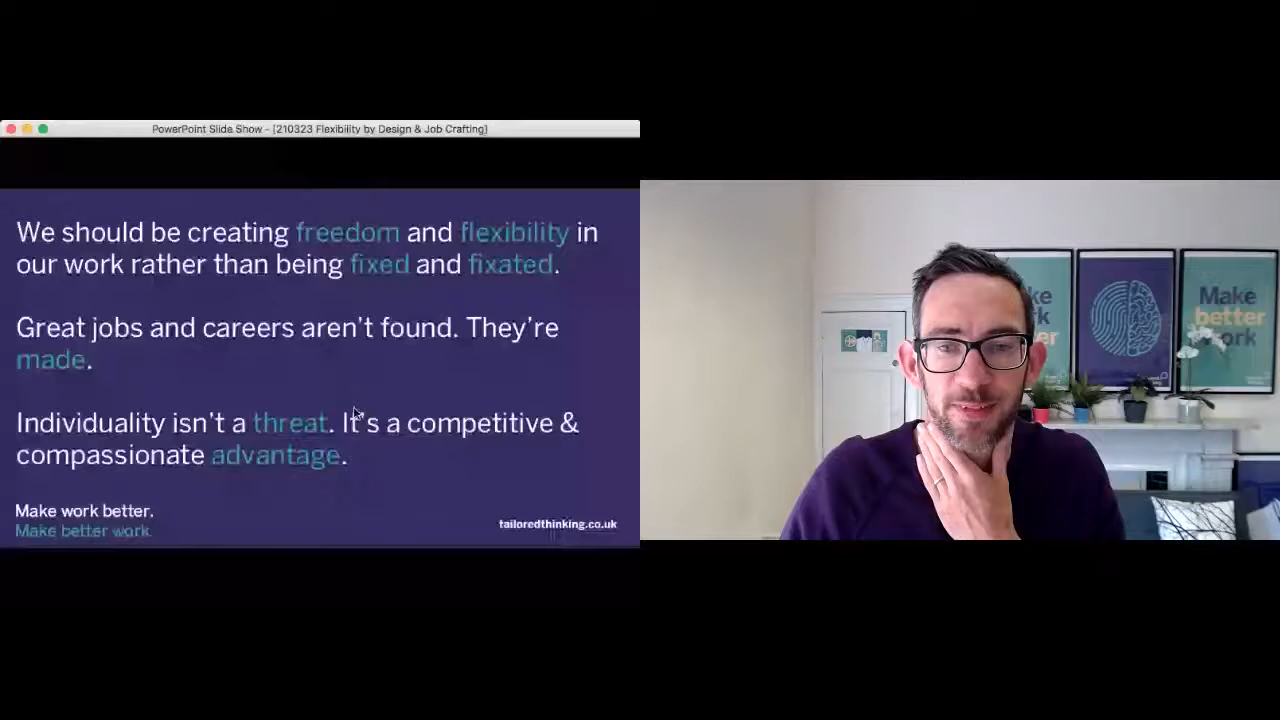 PowerPoint Slide Show - [210323 Flexibility by Design & Job Crafting]
We should be creating freedom and flexibility in
our work rather than being fixed and fixated.
Great jobs and careers aren't found. They're
made.
Individuality isn't a threat. It's a competitive &
compassionate advantage.
Make work better.
Make better work.
tailoredthinking.co.uk
Make
better
work